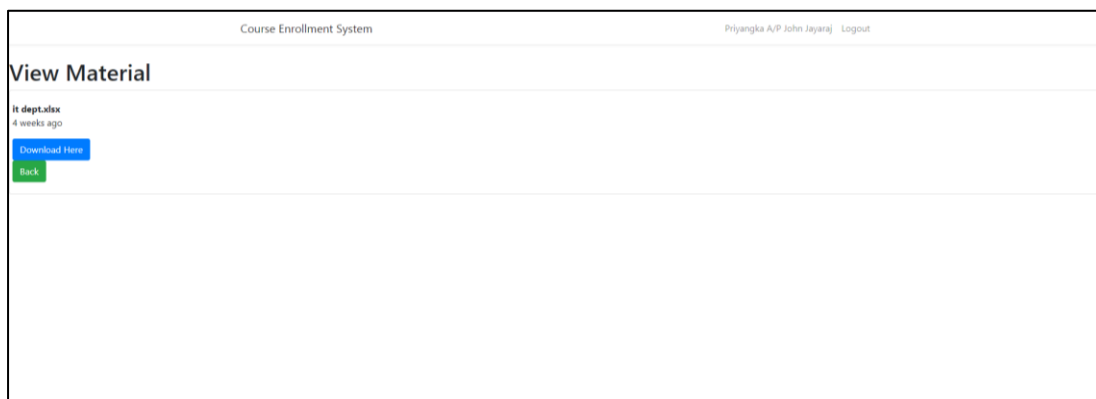 Course Enrollment System Priyangka A/P John Jayaraj Logout
View Material
it dept.xlsx
4 weeks ago
Download Here
Back